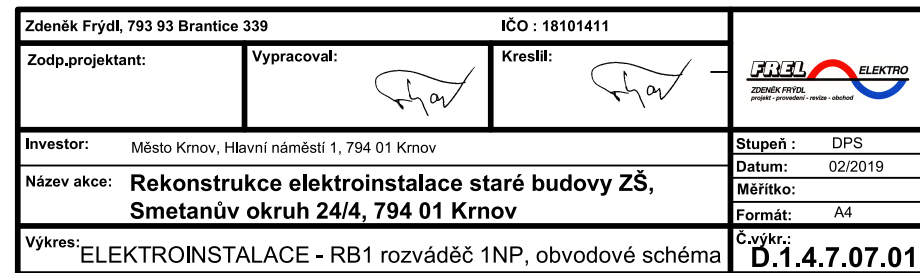 Zdeněk Frýdl, 793 93 Brantice 339 IČO : 18101411
Zodp.projektant: Vypracoval: Kreslil:
FREL ELEKTRO
ZDENĚK FRÝDL
projekt - provedení - revize - obchod
Investor: Město Krnov, Hlavní náměstí 1, 794 01 Krnov
Název akce: Rekonstrukce elektroinstalace staré budovy ZŠ,
Smetanův okruh 24/4, 794 01 Krnov
Výkres: ELEKTROINSTALACE - RB1 rozváděč 1NP, obvodové schéma
Stupeň : DPS
Datum: 02/2019
Měřítko:
Formát: A4
Č.výkr.:
D.1.4.7.07.01